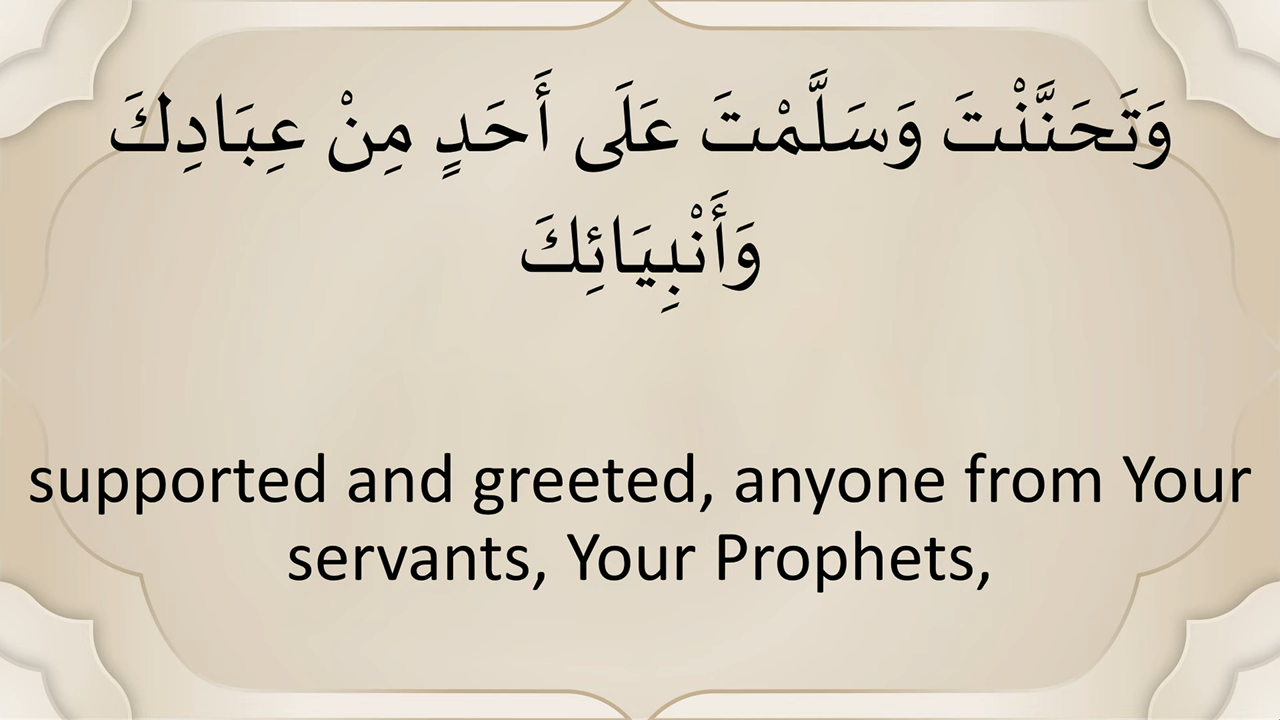 وَتَحَنَّنْتَ وَسَلَّمْتَ عَلَى أَحَدٍ مِنْ عِبَادِكَ
وَأَنْبِيَائِكَ
supported and greeted, anyone from Your
servants, Your Prophets,